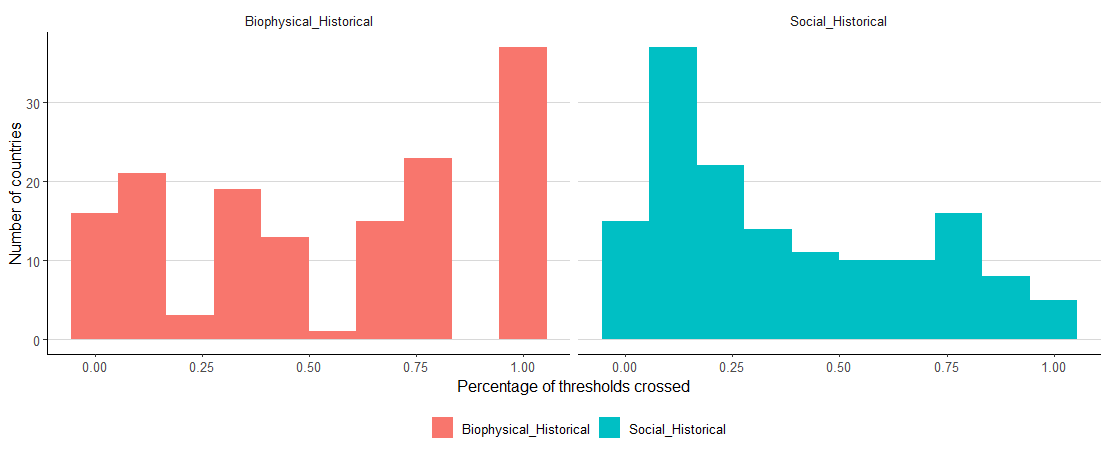 Biophysical_Historical
Social_Historical
Number of countries
30
20
10
0
0.00 0.25 0.50 0.75 1.00
0.00 0.25 0.50 0.75 1.00
Percentage of thresholds crossed
Biophysical_Historical Social_Historical